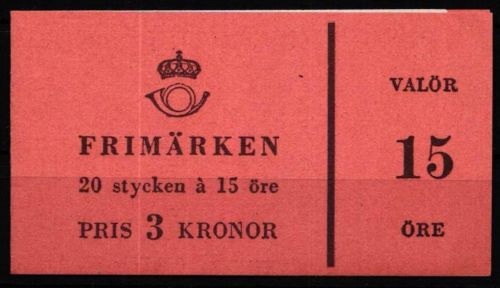 FRIMÄRKEN
20 stycken à 15 öre
PRIS 3 KRONOR
VALÖR
15
ÖRE